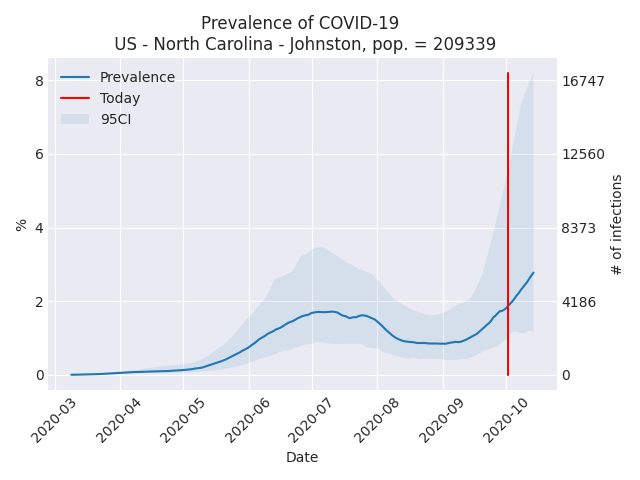 Prevalence of COVID-19
US - North Carolina - Johnston, pop. = 209339
Prevalence
Today
95CI
8
6
4
2
0
%
16747
12560
8373
4186
0
# of infections
2020-03
2020-04
2020-05
2020-06
2020-07
2020-08
2020-09
2020-10
Date